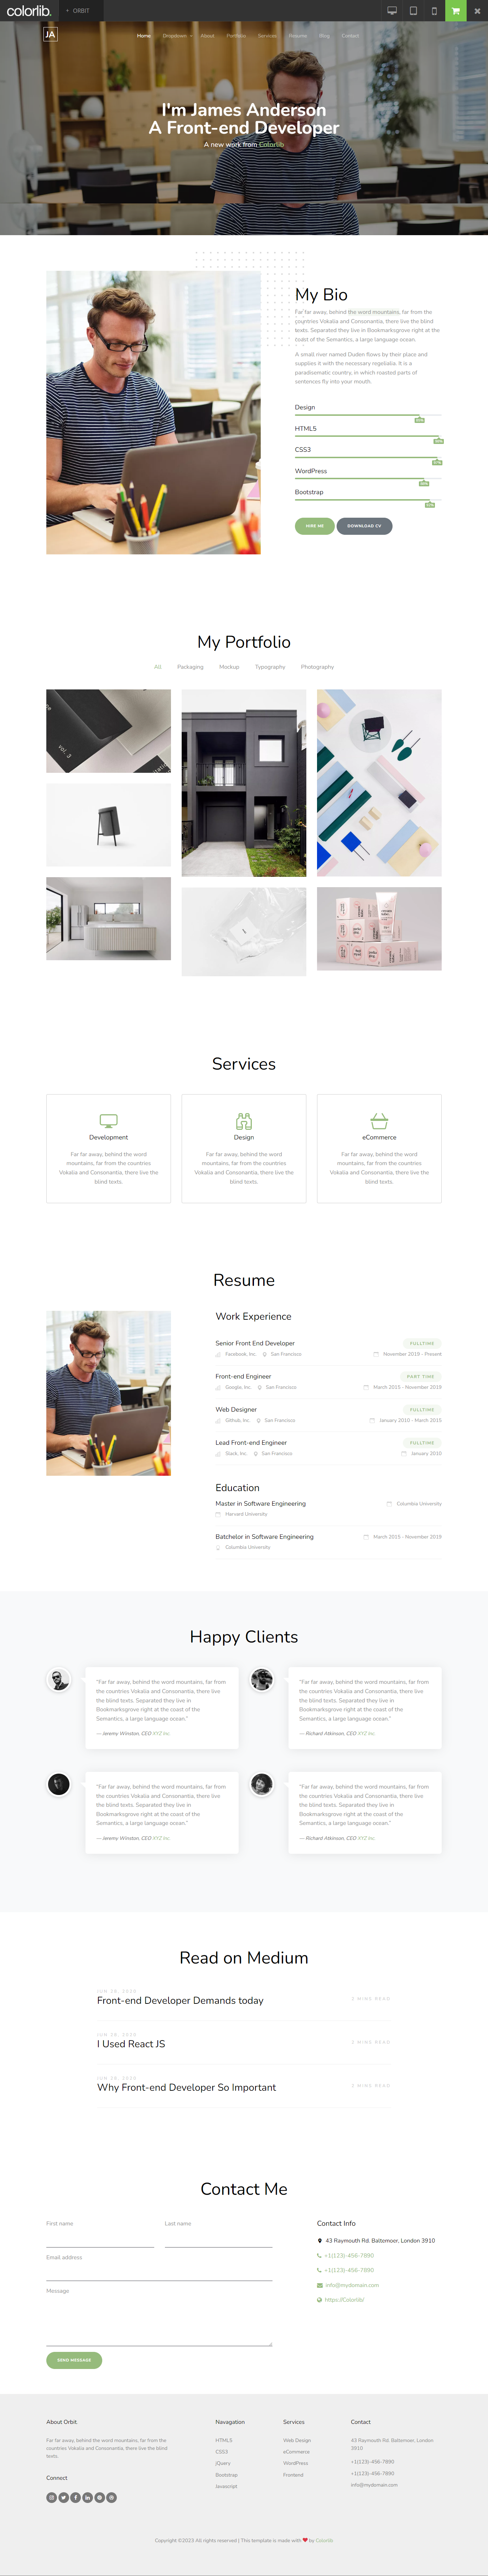 colorlib.
+ ORBIT
JA
Home Dropdown About Portfolio Services Resume Blog Contact
I'm James Anderson
A Front-end Developer
A new work from Colorlib
My Bio
Far far away, behind the word mountains, far from the
countries Vokalia and Consonantia, there live the blind
texts. Separated they live in Bookmarksgrove right at the
coast of the Semantics, a large language ocean.
A small river named Duden flows by their place and
supplies it with the necessary regelialia. It is a
paradisematic country, in which roasted parts of
sentences fly into your mouth.
Design
HTML5
CSS3
WordPress
Bootstrap
HIRE ME
DOWNLOAD CV
My Portfolio
All Packaging Mockup Typography Photography
vol. 3
Services
Development
Far far away, behind the word
mountains, far from the countries
Vokalia and Consonantia, there live the
blind texts.
Design
Far far away, behind the word
mountains, far from the countries
Vokalia and Consonantia, there live the
blind texts.
eCommerce
Far far away, behind the word
mountains, far from the countries
Vokalia and Consonantia, there live the
blind texts.
Resume
Work Experience
Senior Front End Developer
FULLTIME
Facebook, Inc. San Francisco
November 2019 - Present
Front-end Engineer
PART TIME
Google, Inc. San Francisco
March 2015 - November 2019
Web Designer
FULLTIME
Github, Inc. San Francisco
January 2010 - March 2015
Lead Front-end Engineer
FULLTIME
Slack, Inc. San Francisco
January 2010
Education
Master in Software Engineering
Columbia University
Harvard University
Batchelor in Software Engineering
March 2015 - November 2019
Columbia University
Happy Clients
"Far far away, behind the word mountains, far from
the countries Vokalia and Consonantia, there live
the blind texts. Separated they live in
Bookmarksgrove right at the coast of the
Semantics, a large language ocean."
— Jeremy Winston, CEO XYZ Inc.
"Far far away, behind the word mountains, far from
the countries Vokalia and Consonantia, there live
the blind texts. Separated they live in
Bookmarksgrove right at the coast of the
Semantics, a large language ocean."
— Richard Atkinson, CEO XYZ Inc.
"Far far away, behind the word mountains, far from
the countries Vokalia and Consonantia, there live
the blind texts. Separated they live in
Bookmarksgrove right at the coast of the
Semantics, a large language ocean."
— Jeremy Winston, CEO XYZ Inc.
"Far far away, behind the word mountains, far from
the countries Vokalia and Consonantia, there live
the blind texts. Separated they live in
Bookmarksgrove right at the coast of the
Semantics, a large language ocean."
— Richard Atkinson, CEO XYZ Inc.
Read on Medium
Front-end Developer Demands today
2 MINS READ
I Used React JS
2 MINS READ
Why Front-end Developer So Important
2 MINS READ
Contact Me
First name
Last name
Email address
Message
SEND MESSAGE
Contact Info
43 Raymouth Rd. Baltemoer, London 3910
+1(123)-456-7890
+1(123)-456-7890
info@mydomain.com
https://Colorlib/
About Orbit
Far far away, behind the word mountains, far from the
countries Vokalia and Consonantia, there live the blind
texts.
Connect
Navagation
HTML5
CSS3
jQuery
Bootstrap
Javascript
Services
Web Design
eCommerce
WordPress
Frontend
Contact
43 Raymouth Rd. Baltemoer, London
3910
+1(123)-456-7890
+1(123)-456-7890
info@mydomain.com
Copyright ©2023 All rights reserved | This template is made with ❤ by Colorlib